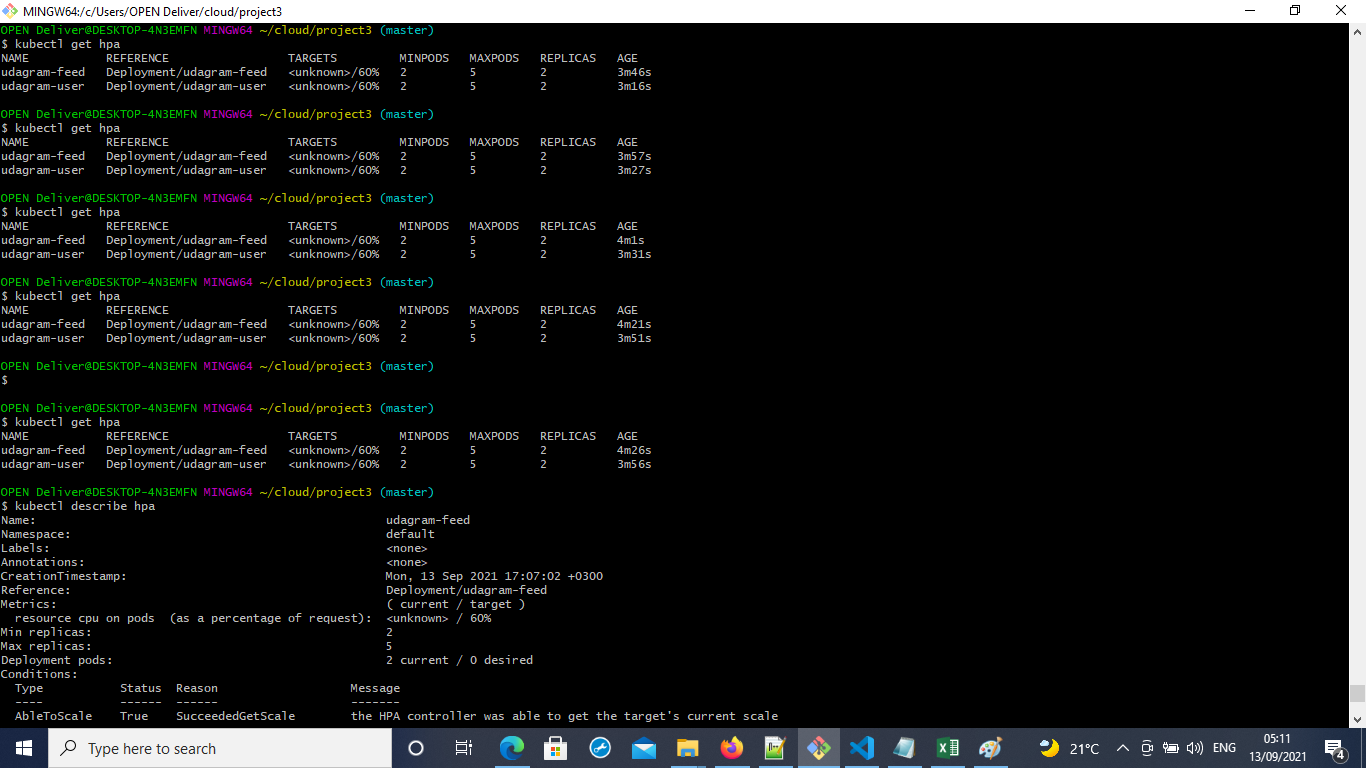 MINGW64:/c/Users/OPEN Deliver/cloud/project3
OPEN Deliver@DESKTOP-4N3EMFN MINGW64 ~/cloud/project3 (master)
$ kubectl get hpa
NAME REFERENCE TARGETS MINPODS MAXPODS REPLICAS AGE
udagram-feed Deployment/udagram-feed <unknown>/60% 2 5 2 3m46s
udagram-user Deployment/udagram-user <unknown>/60% 2 5 2 3m16s
OPEN Deliver@DESKTOP-4N3EMFN MINGW64 ~/cloud/project3 (master)
$ kubectl get hpa
NAME REFERENCE TARGETS MINPODS MAXPODS REPLICAS AGE
udagram-feed Deployment/udagram-feed <unknown>/60% 2 5 2 3m57s
udagram-user Deployment/udagram-user <unknown>/60% 2 5 2 3m27s
OPEN Deliver@DESKTOP-4N3EMFN MINGW64 ~/cloud/project3 (master)
$ kubectl get hpa
NAME REFERENCE TARGETS MINPODS MAXPODS REPLICAS AGE
udagram-feed Deployment/udagram-feed <unknown>/60% 2 5 2 4m1s
udagram-user Deployment/udagram-user <unknown>/60% 2 5 2 3m31s
OPEN Deliver@DESKTOP-4N3EMFN MINGW64 ~/cloud/project3 (master)
$ kubectl get hpa
NAME REFERENCE TARGETS MINPODS MAXPODS REPLICAS AGE
udagram-feed Deployment/udagram-feed <unknown>/60% 2 5 2 4m21s
udagram-user Deployment/udagram-user <unknown>/60% 2 5 2 3m51s
OPEN Deliver@DESKTOP-4N3EMFN MINGW64 ~/cloud/project3 (master)
$
OPEN Deliver@DESKTOP-4N3EMFN MINGW64 ~/cloud/project3 (master)
$ kubectl get hpa
NAME REFERENCE TARGETS MINPODS MAXPODS REPLICAS AGE
udagram-feed Deployment/udagram-feed <unknown>/60% 2 5 2 4m26s
udagram-user Deployment/udagram-user <unknown>/60% 2 5 2 3m56s
OPEN Deliver@DESKTOP-4N3EMFN MINGW64 ~/cloud/project3 (master)
$ kubectl describe hpa
Name: udagram-feed
Namespace: default
Labels: <none>
Annotations: <none>
CreationTimestamp: Mon, 13 Sep 2021 17:07:02 +0300
Reference: Deployment/udagram-feed
Metrics: ( current / target )
resource cpu on pods (as a percentage of request): <unknown> / 60%
Min replicas: 2
Max replicas: 5
Deployment pods: 2 current / 0 desired
Conditions:
Type Status Reason Message
---- ------ ------ -------
AbleToScale True SucceededGetScale the HPA controller was able to get the target's current scale
Type here to search
21°C
ENG
05:11
13/09/2021
4